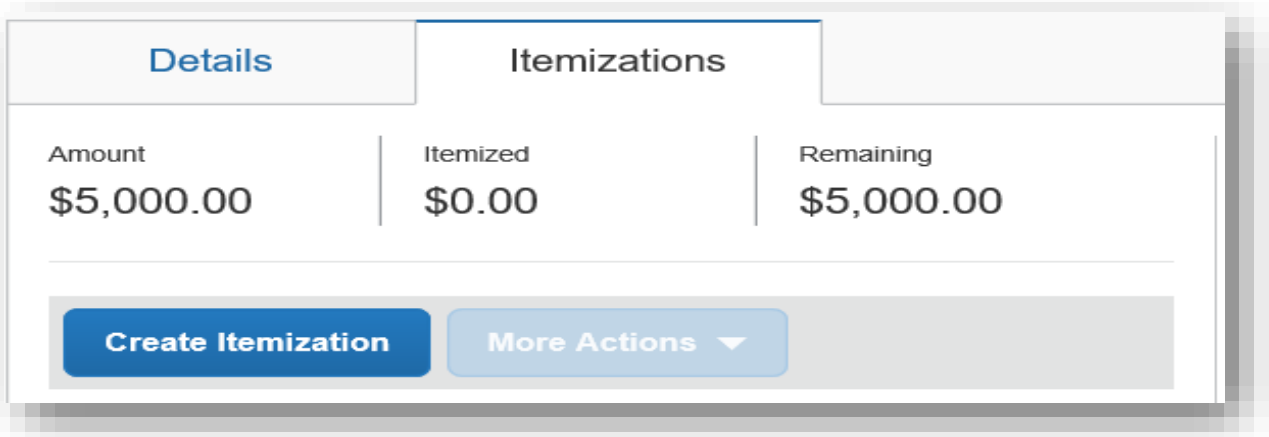 Details Itemizations
Amount Itemized Remaining
$5,000.00 $0.00 $5,000.00
Create Itemization More Actions